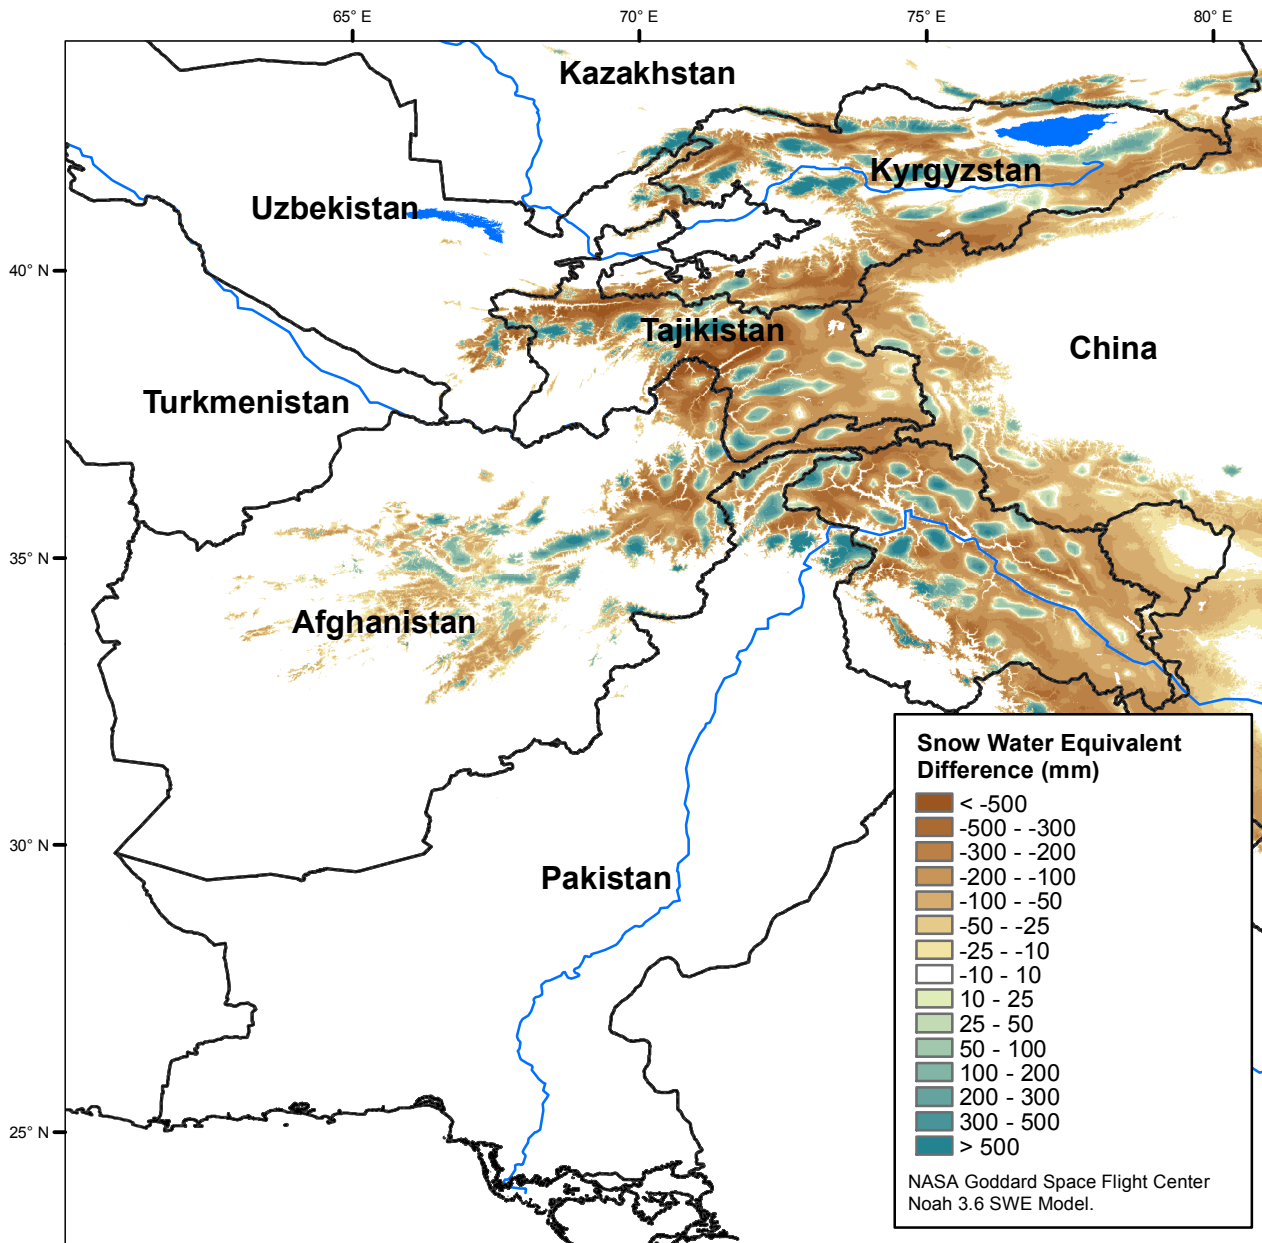 65° E
70° E
75° E
80° E
Kazakhstan
Kyrgyzstan
Uzbekistan
40° N
Tajikistan
China
Turkmenistan
35° N
Afghanistan
30° N
Pakistan
25° N
Snow Water Equivalent
Difference (mm)
< -500
-500 - -300
-300 - -200
-200 - -100
-100 - -50
-50 - -25
-25 - -10
-10 - 10
10 - 25
25 - 50
50 - 100
100 - 200
200 - 300
300 - 500
> 500
NASA Goddard Space Flight Center
Noah 3.6 SWE Model.